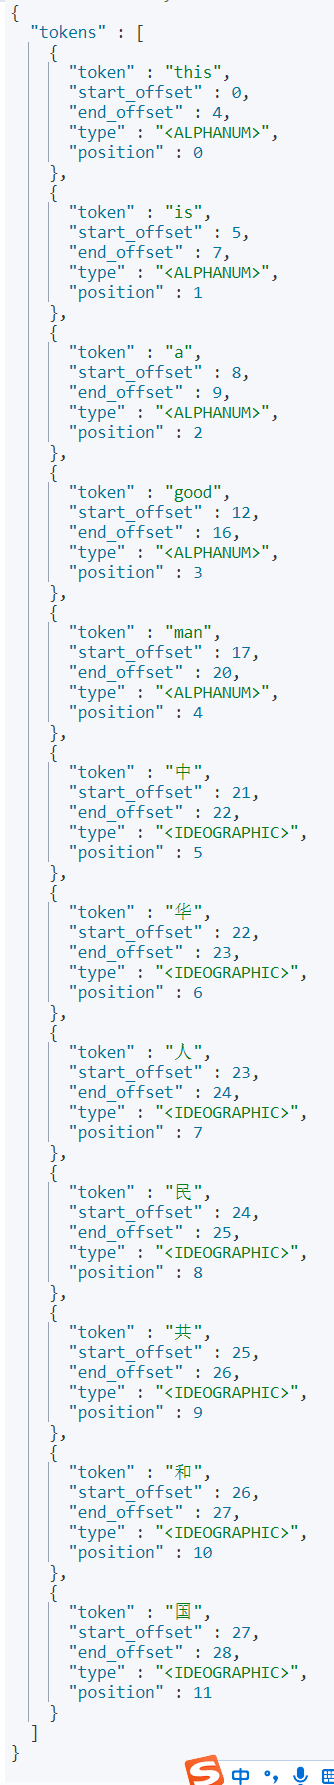 {
  "tokens" : [
    {
      "token" : "this",
      "start_offset" : 0,
      "end_offset" : 4,
      "type" : "<ALPHANUM>",
      "position" : 0
    },
    {
      "token" : "is",
      "start_offset" : 5,
      "end_offset" : 7,
      "type" : "<ALPHANUM>",
      "position" : 1
    },
    {
      "token" : "a",
      "start_offset" : 8,
      "end_offset" : 9,
      "type" : "<ALPHANUM>",
      "position" : 2
    },
    {
      "token" : "good",
      "start_offset" : 12,
      "end_offset" : 16,
      "type" : "<ALPHANUM>",
      "position" : 3
    },
    {
      "token" : "man",
      "start_offset" : 17,
      "end_offset" : 20,
      "type" : "<ALPHANUM>",
      "position" : 4
    },
    {
      "token" : "中",
      "start_offset" : 21,
      "end_offset" : 22,
      "type" : "<IDEOGRAPHIC>",
      "position" : 5
    },
    {
      "token" : "华",
      "start_offset" : 22,
      "end_offset" : 23,
      "type" : "<IDEOGRAPHIC>",
      "position" : 6
    },
    {
      "token" : "人",
      "start_offset" : 23,
      "end_offset" : 24,
      "type" : "<IDEOGRAPHIC>",
      "position" : 7
    },
    {
      "token" : "民",
      "start_offset" : 24,
      "end_offset" : 25,
      "type" : "<IDEOGRAPHIC>",
      "position" : 8
    },
    {
      "token" : "共",
      "start_offset" : 25,
      "end_offset" : 26,
      "type" : "<IDEOGRAPHIC>",
      "position" : 9
    },
    {
      "token" : "和",
      "start_offset" : 26,
      "end_offset" : 27,
      "type" : "<IDEOGRAPHIC>",
      "position" : 10
    },
    {
      "token" : "国",
      "start_offset" : 27,
      "end_offset" : 28,
      "type" : "<IDEOGRAPHIC>",
      "position" : 11
    }
  ]
}
S 中 °,